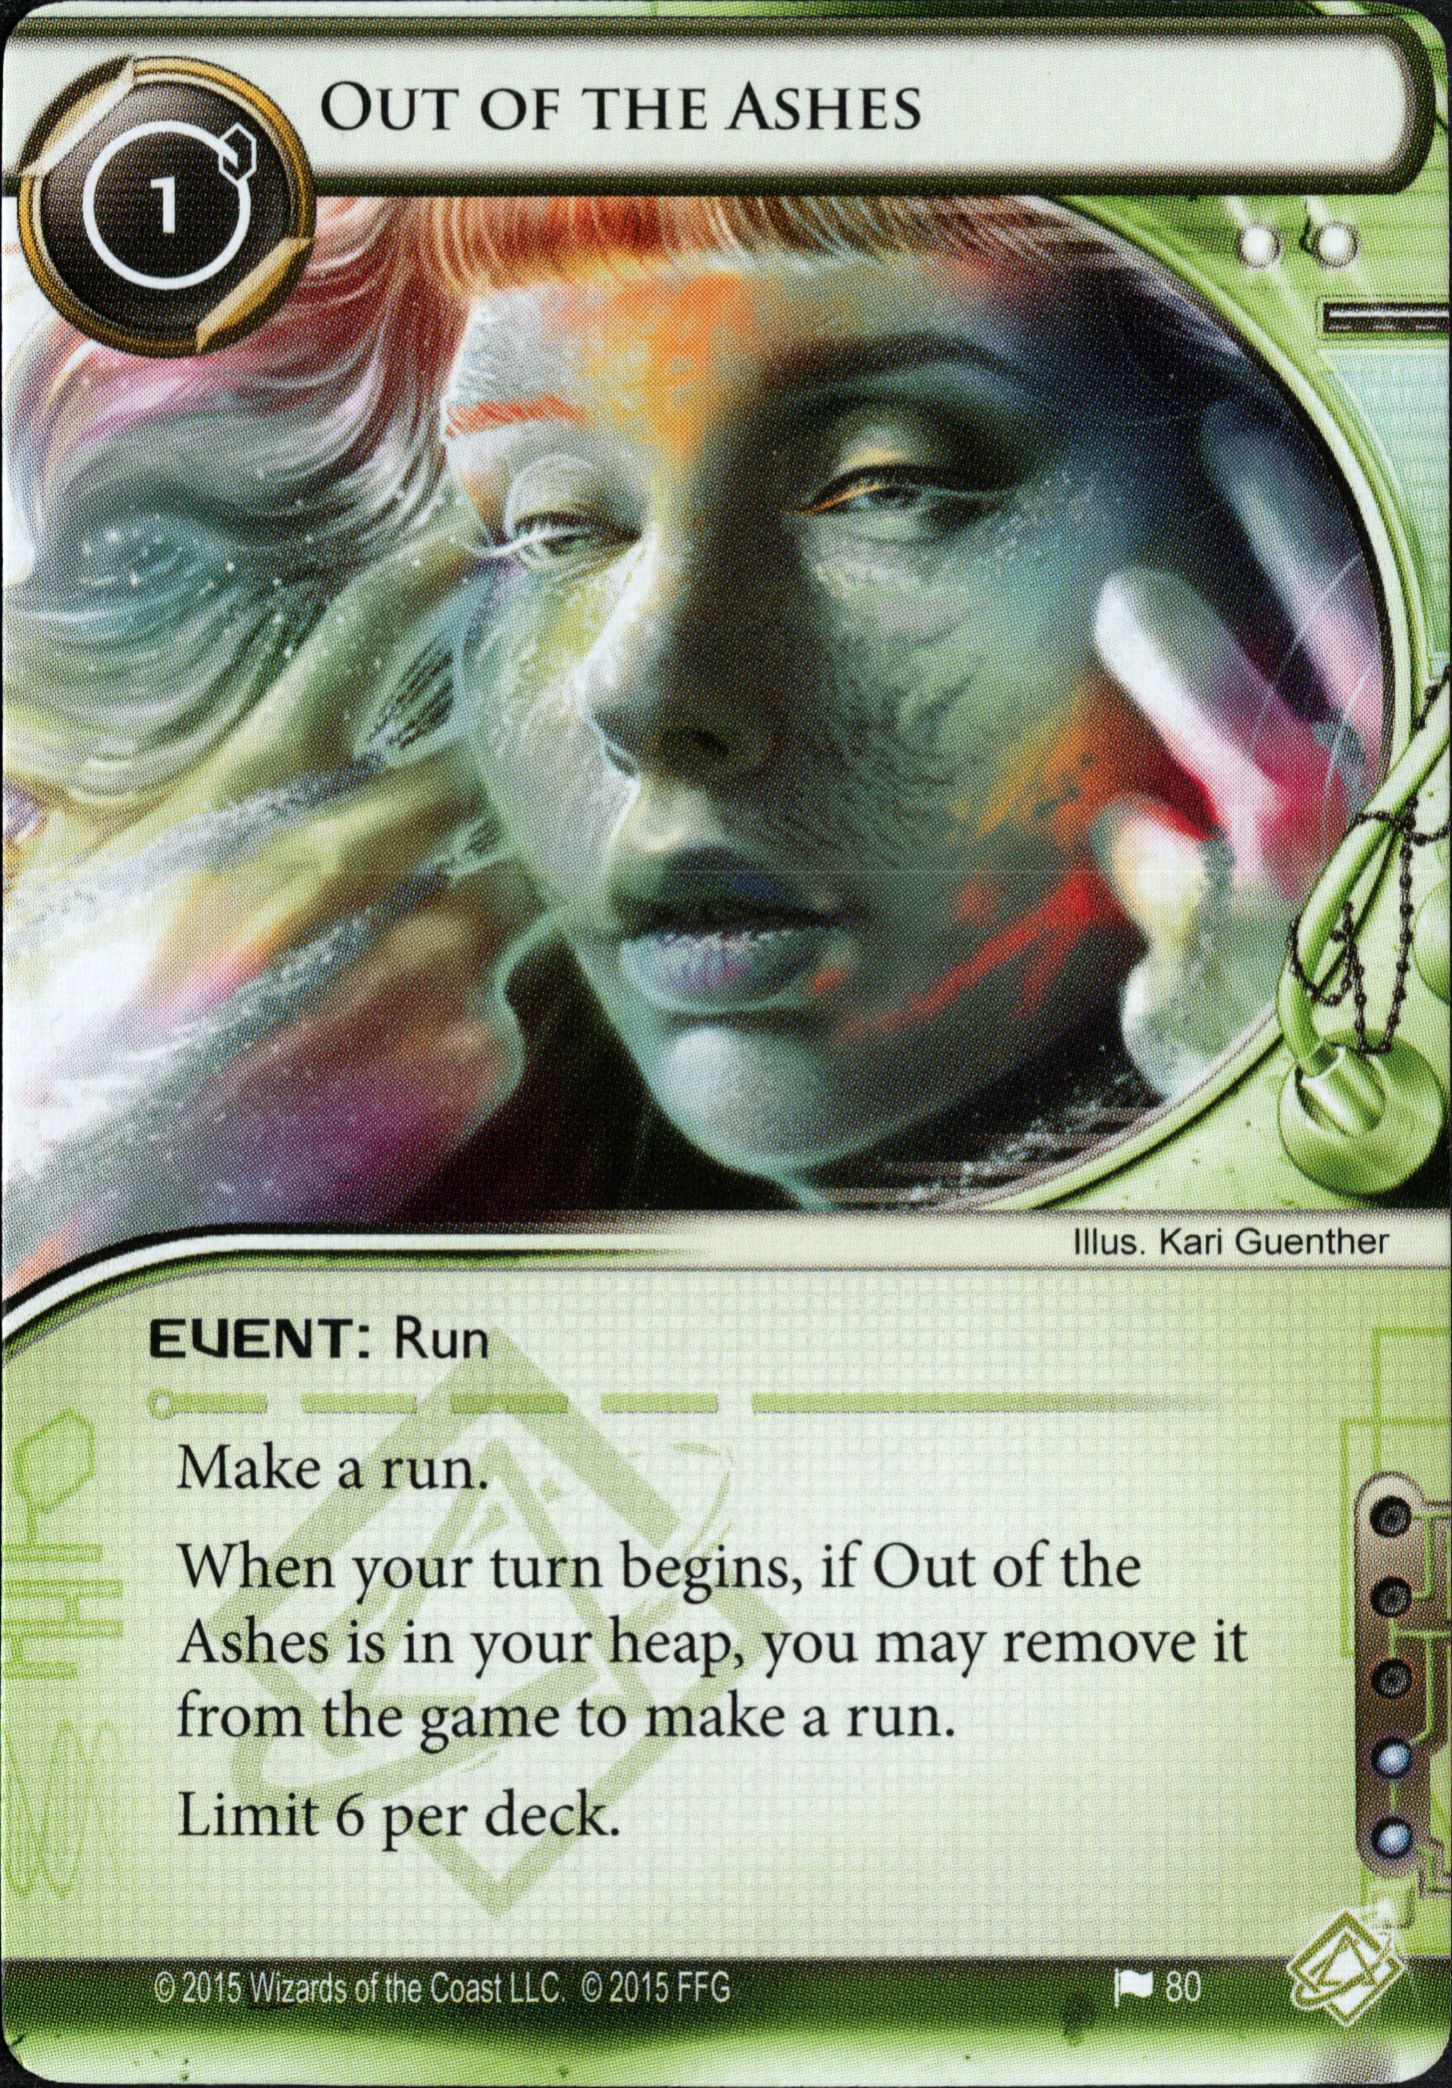 OUT OF THE ASHES
1
Illus. Kari Guenther
EVENT: Run
Make a run.
When your turn begins, if Out of the
Ashes is in your heap, you may remove it
from the game to make a run.
Limit 6 per deck.
© 2015 Wizards of the Coast LLC. © 2015 FFG
80